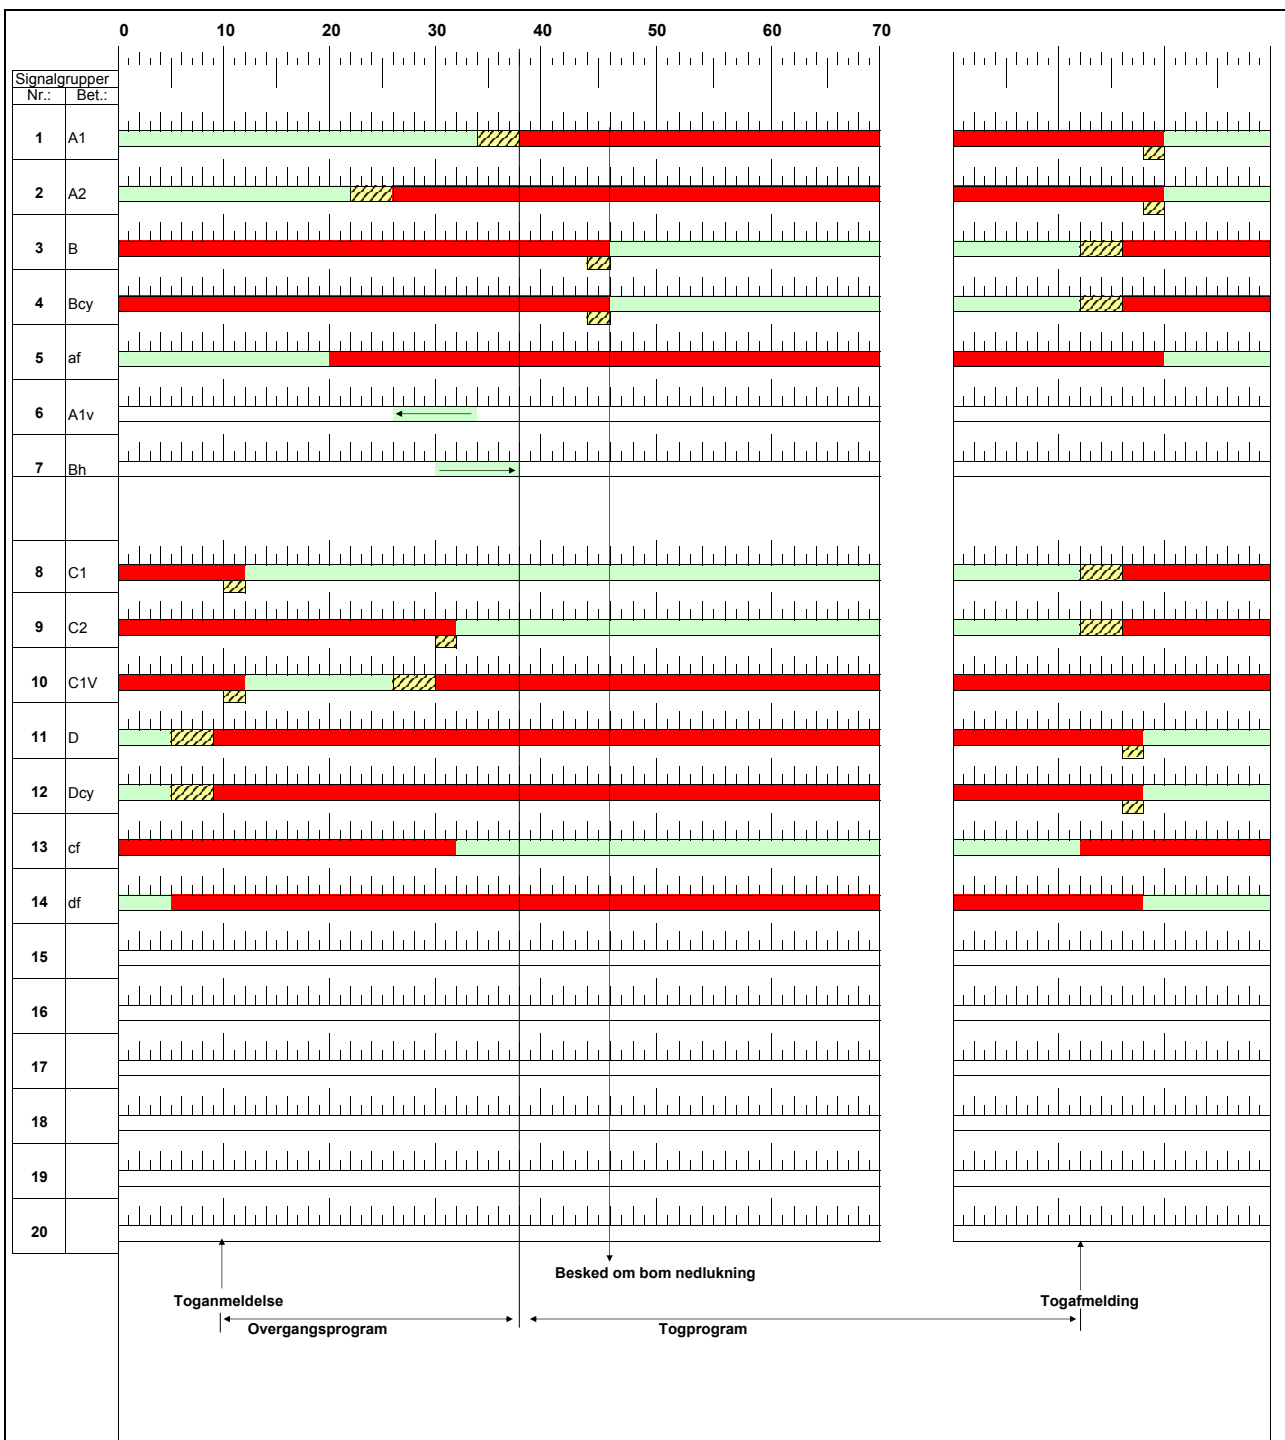 0 10 20 30 40 50 60 70
Signalgrupper
Nr.: Bet.:
1 A1
2 A2
3 B
4 Bcy
5 af
6 A1v
7 Bh
8 C1
9 C2
10 C1V
11 D
12 Dcy
13 cf
14 df
15
16
17
18
19
20
Besked om bom nedlukning
Toganmeldelse Togafmelding
Overgangsprogram Togprogram